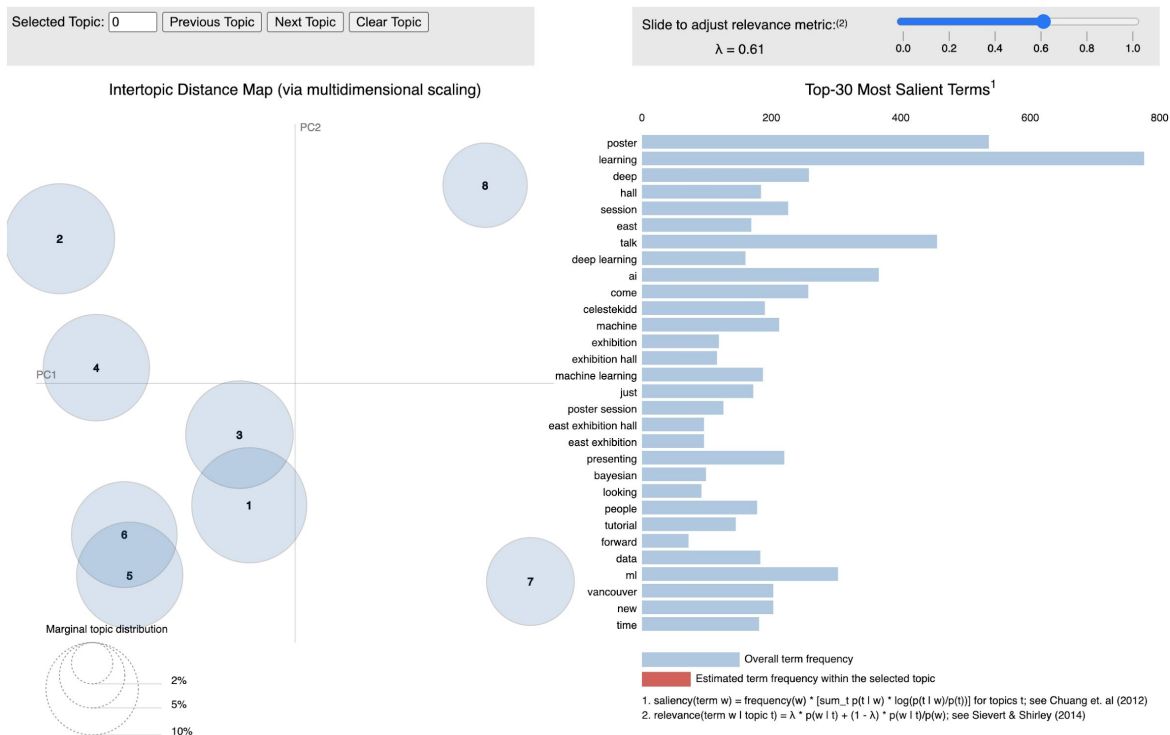 Selected Topic: 0 Previous Topic Next Topic Clear Topic
Slide to adjust relevance metric:(2)
λ = 0.61
0.0 0.2 0.4 0.6 0.8 1.0
Intertopic Distance Map (via multidimensional scaling)
PC2
PC1
8
2
4
3
1
6
5
7
Marginal topic distribution
2%
5%
10%
Top-30 Most Salient Terms1
0 200 400 600 800
poster
learning
deep
hall
session
east
talk
deep learning
ai
come
celestekidd
machine
exhibition
exhibition hall
machine learning
just
poster session
east exhibition hall
east exhibition
presenting
bayesian
looking
people
tutorial
forward
data
ml
vancouver
new
time
Overall term frequency
Estimated term frequency within the selected topic
1. saliency(term w) = frequency(w) * [sum_t p(t | w) * log(p(t | w)/p(t))] for topics t; see Chuang et. al (2012)
2. relevance(term w | topic t) = λ * p(w | t) + (1 - λ) * p(w | t)/p(w); see Sievert & Shirley (2014)